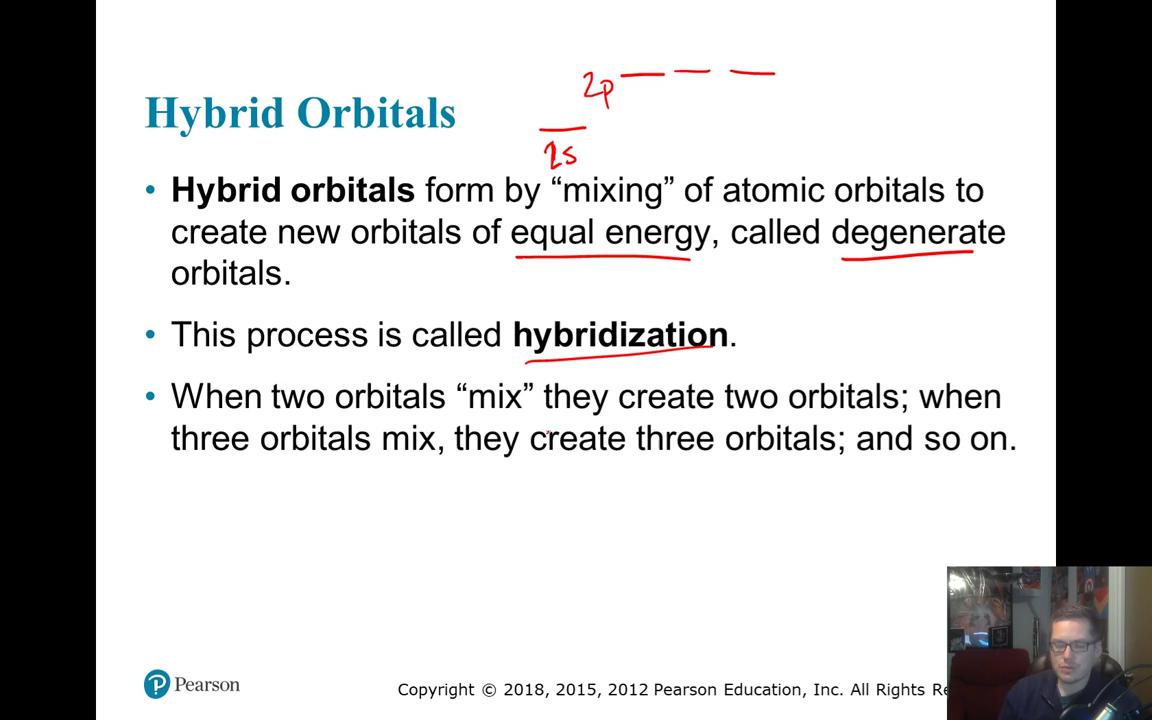 2p
Hybrid Orbitals
2s
• Hybrid orbitals form by “mixing” of atomic orbitals to
create new orbitals of equal energy, called degenerate
orbitals.
• This process is called hybridization.
• When two orbitals “mix” they create two orbitals; when
three orbitals mix, they create three orbitals; and so on.
P Pearson
Copyright © 2018, 2015, 2012 Pearson Education, Inc. All Rights Re